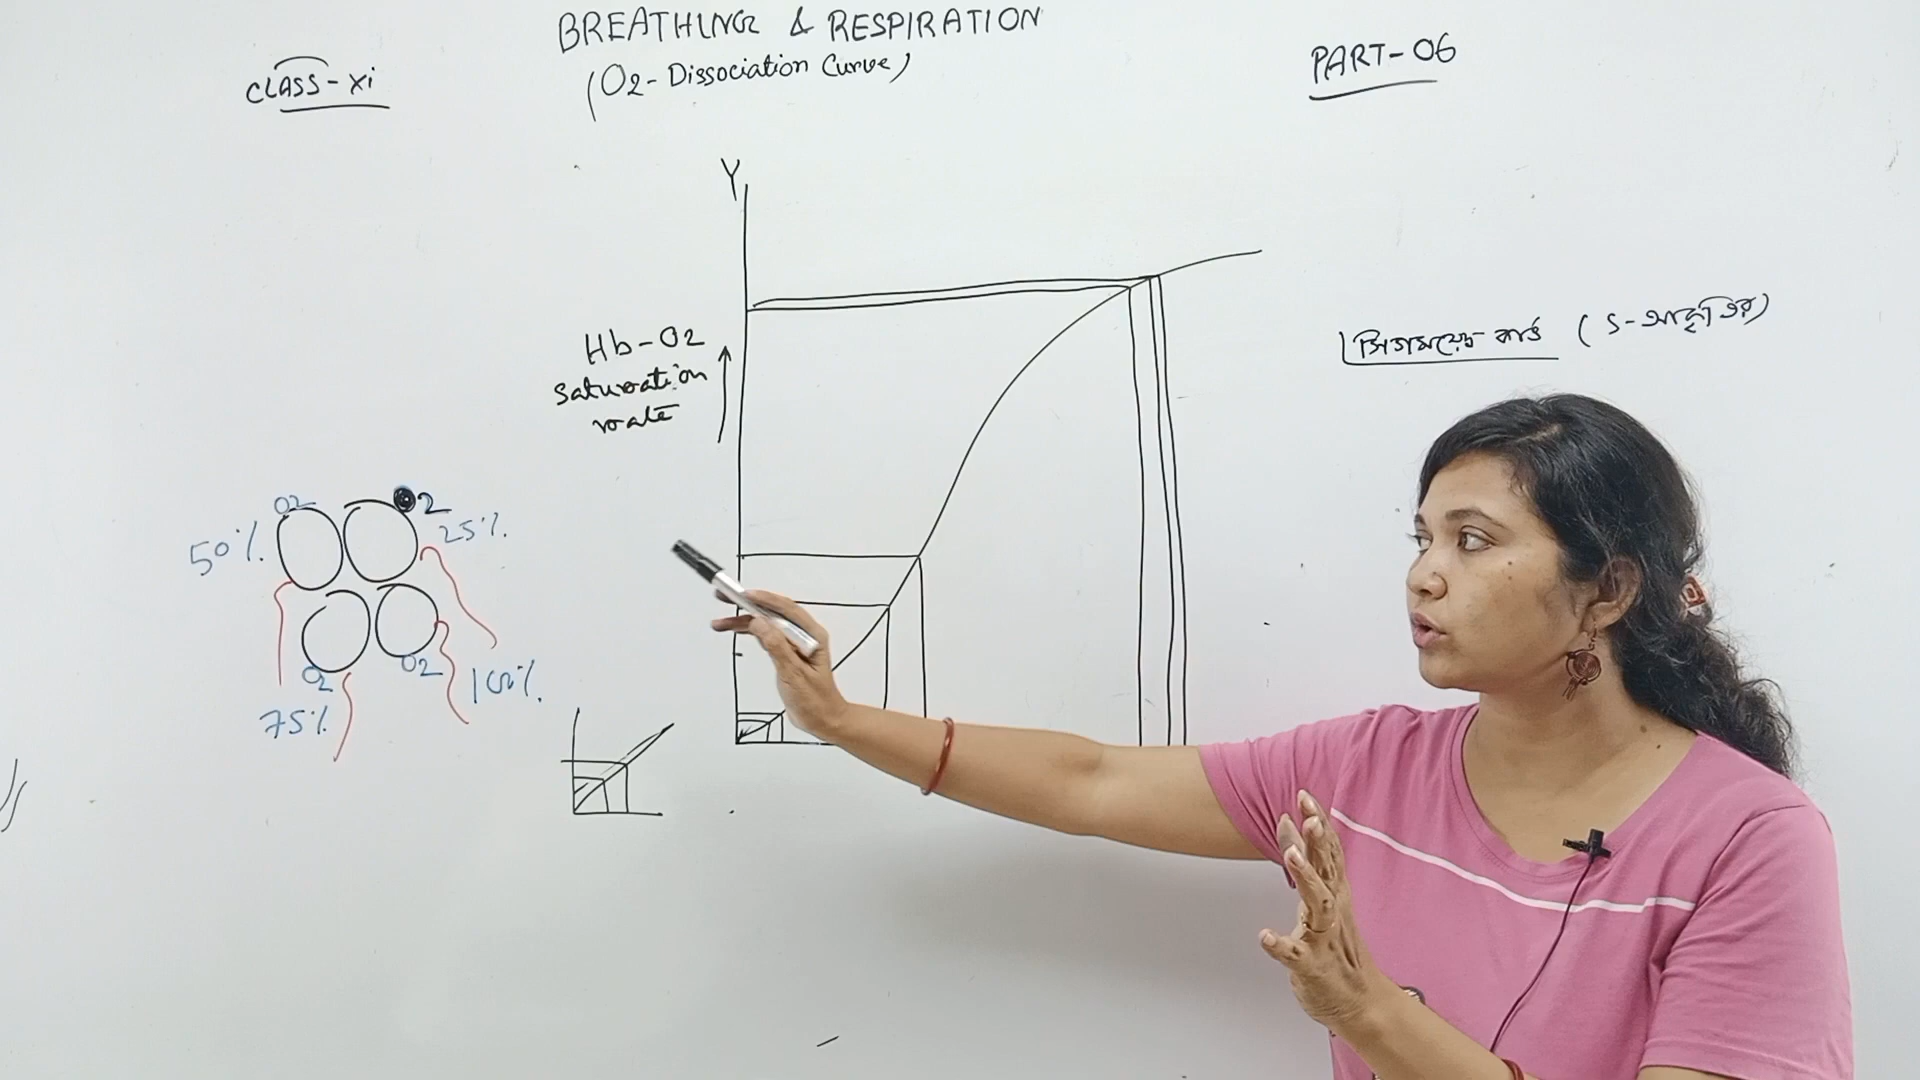 BREATHING & RESPIRATION
(O2-Dissociation Curve)
CLASS-XI
PART-06
Y
Hb-O2
saturation
rate
সিগময়েড কার্ভ (S-আকৃতির)
O2
O2
50%
25%
O2
O2
75%
100%